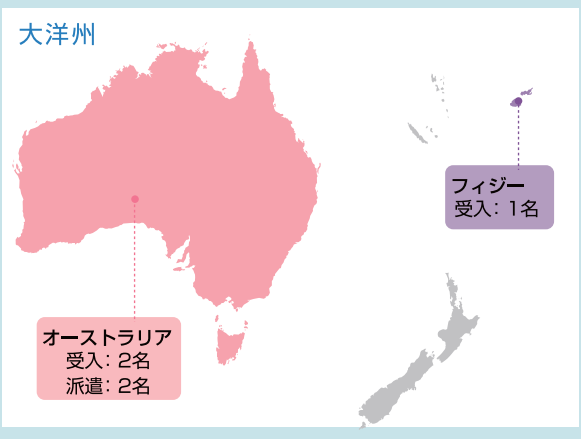 大洋州
フィジー
受入：1名
オーストラリア
受入：2名
派遣：2名